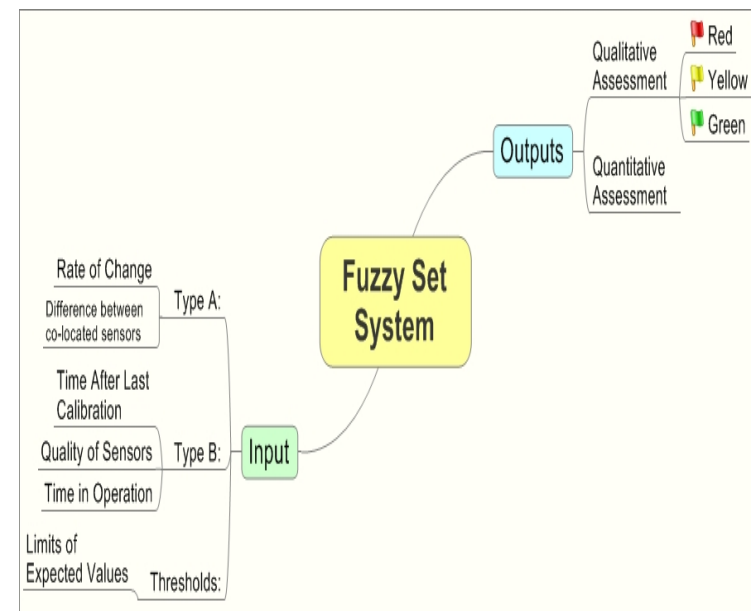 Fuzzy Set
System
Outputs
Qualitative
Assessment
Red
Yellow
Green
Quantitative
Assessment
Input
Type A:
Rate of Change
Difference between
co-located sensors
Type B:
Time After Last
Calibration
Quality of Sensors
Time in Operation
Thresholds:
Limits of
Expected Values